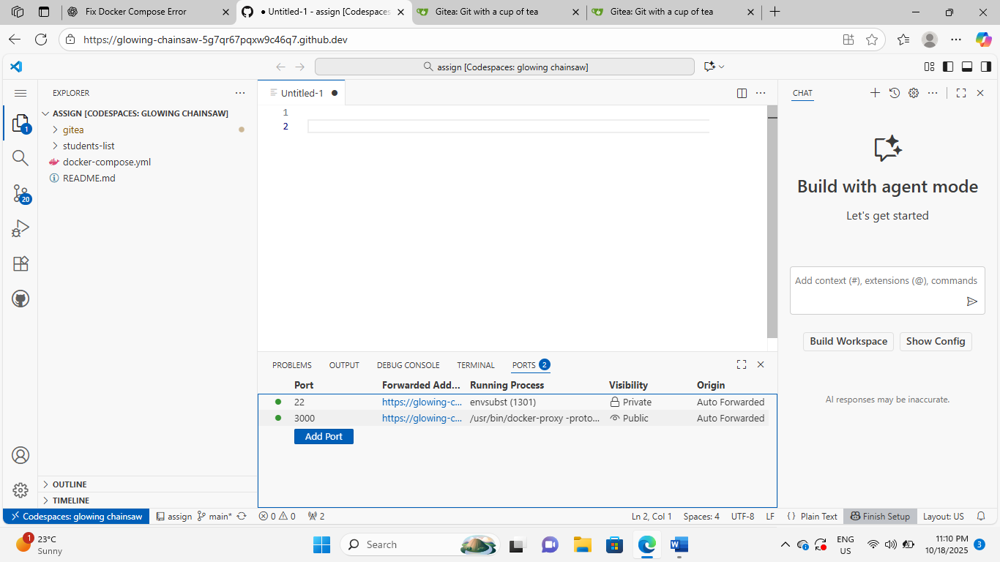 Fix Docker Compose Error
● Untitled-1 - assign [Codespaces
Gitea: Git with a cup of tea
Gitea: Git with a cup of tea
https://glowing-chainsaw-5g7qr67pqxw9c46q7.github.dev
assign [Codespaces: glowing chainsaw]
EXPLORER
ASSIGN [CODESPACES: GLOWING CHAINSAW]
gitea
students-list
docker-compose.yml
README.md
1
20
OUTLINE
TIMELINE
Untitled-1
1
2
PROBLEMS OUTPUT DEBUG CONSOLE TERMINAL PORTS 2
Port Forwarded Add... Running Process Visibility Origin
22 https://glowing-c... envsubst (1301) Private Auto Forwarded
3000 https://glowing-c... /usr/bin/docker-proxy -proto... Public Auto Forwarded
Add Port
CHAT
Build with agent mode
Let's get started
Add context (#), extensions (@), commands
Build Workspace Show Config
AI responses may be inaccurate.
Codespaces: glowing chainsaw assign main* 0 0 2 Ln 2, Col 1 Spaces: 4 UTF-8 LF {} Plain Text Finish Setup Layout: US
1
23°C
Sunny
Search
ENG
US
11:10 PM
10/18/2025
3